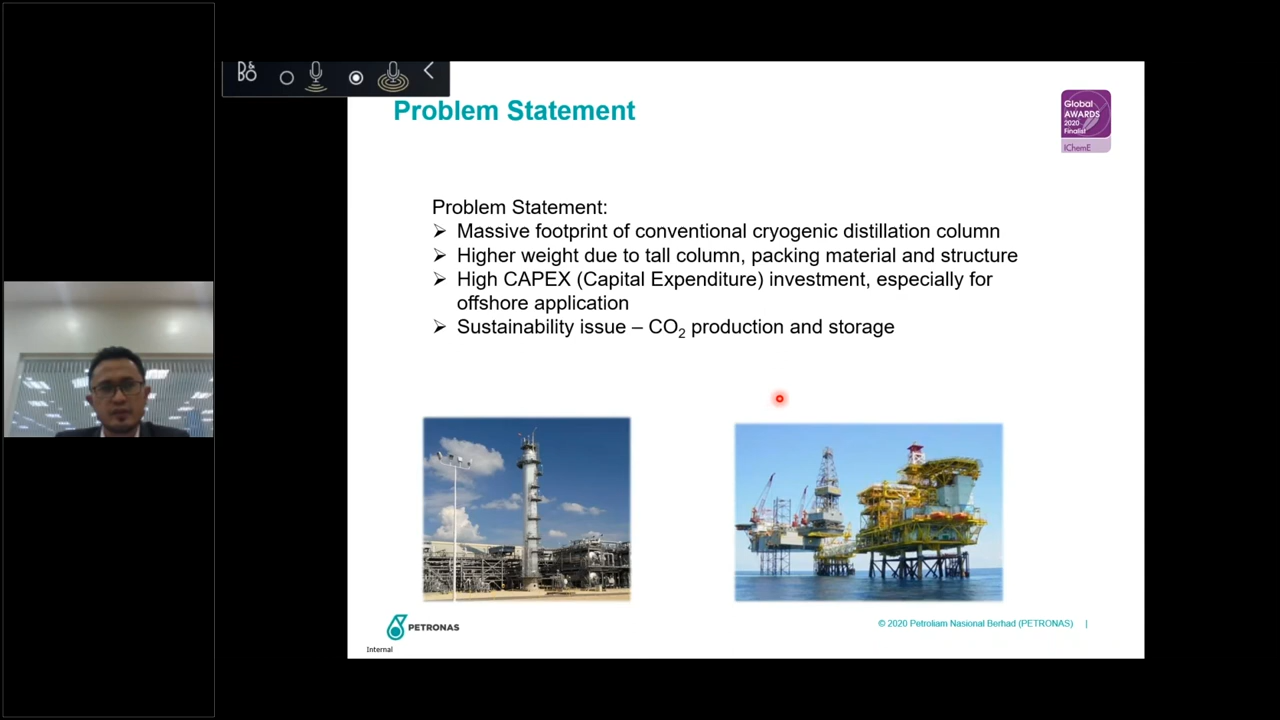 D&
BO
Problem Statement
Global
AWARDS
2020
Finalist
IChemE
Problem Statement:
➢ Massive footprint of conventional cryogenic distillation column
➢ Higher weight due to tall column, packing material and structure
➢ High CAPEX (Capital Expenditure) investment, especially for
offshore application
➢ Sustainability issue – CO₂ production and storage
PETRONAS
© 2020 Petroliam Nasional Berhad (PETRONAS) |
Internal